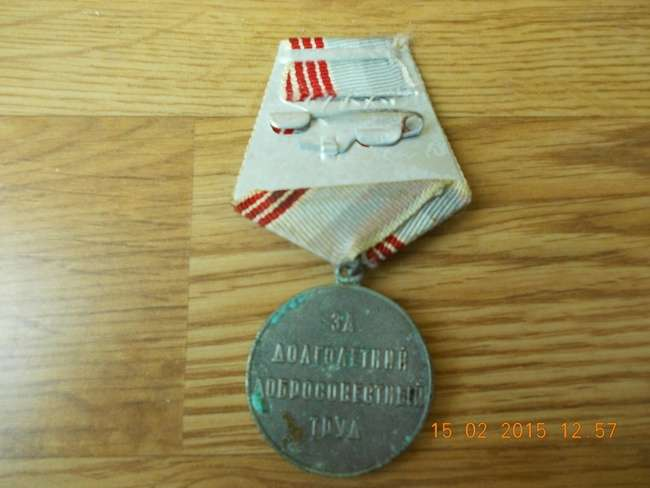 ЗА
ДОЛГОЛЕТНИЙ
ДОБРОСОВЕСТНЫЙ
ТРУД
15 02 2015 12 57